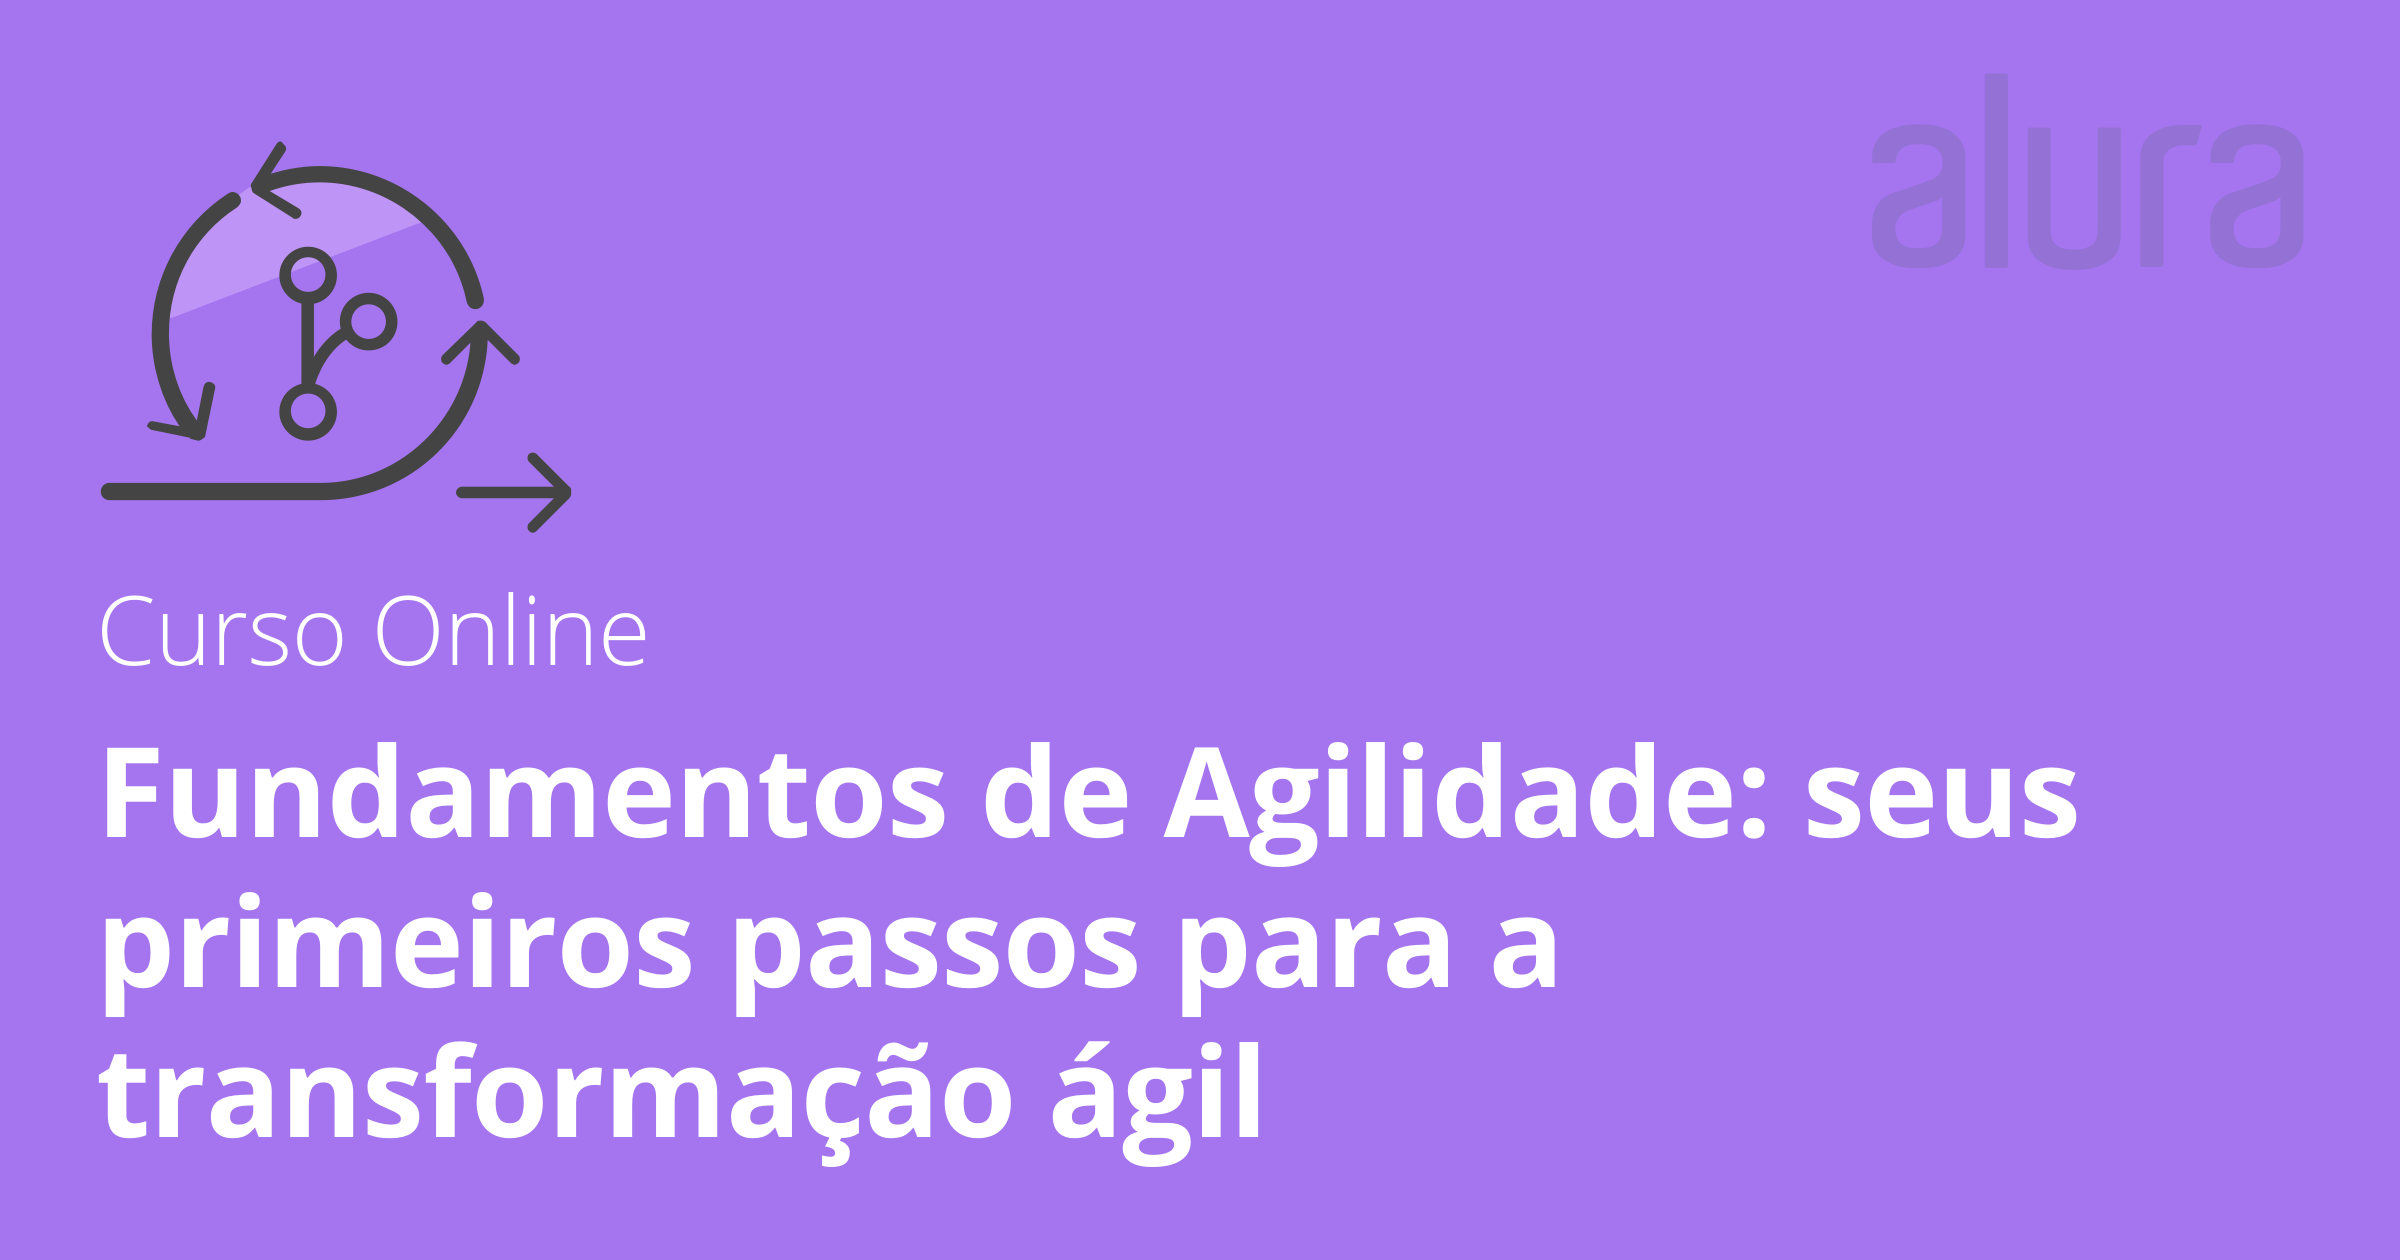 alura
Curso Online
Fundamentos de Agilidade: seus
primeiros passos para a
transformação ágil